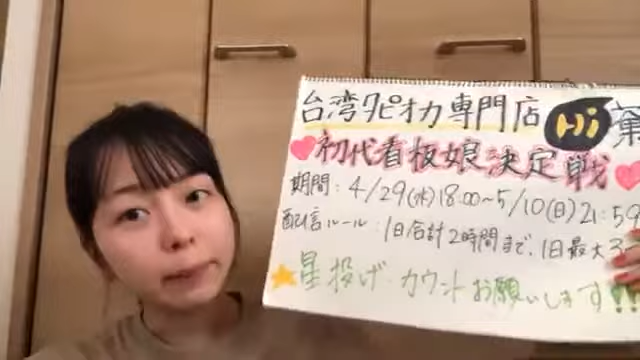 台湾タピオカ専門店 Hi
初代看板娘決定戦
期間:4/29(水)18:00~5/10(日)21:59
配信ルール:1日合計2時間まで、1日最大3
星投げ カウントお願いします!!